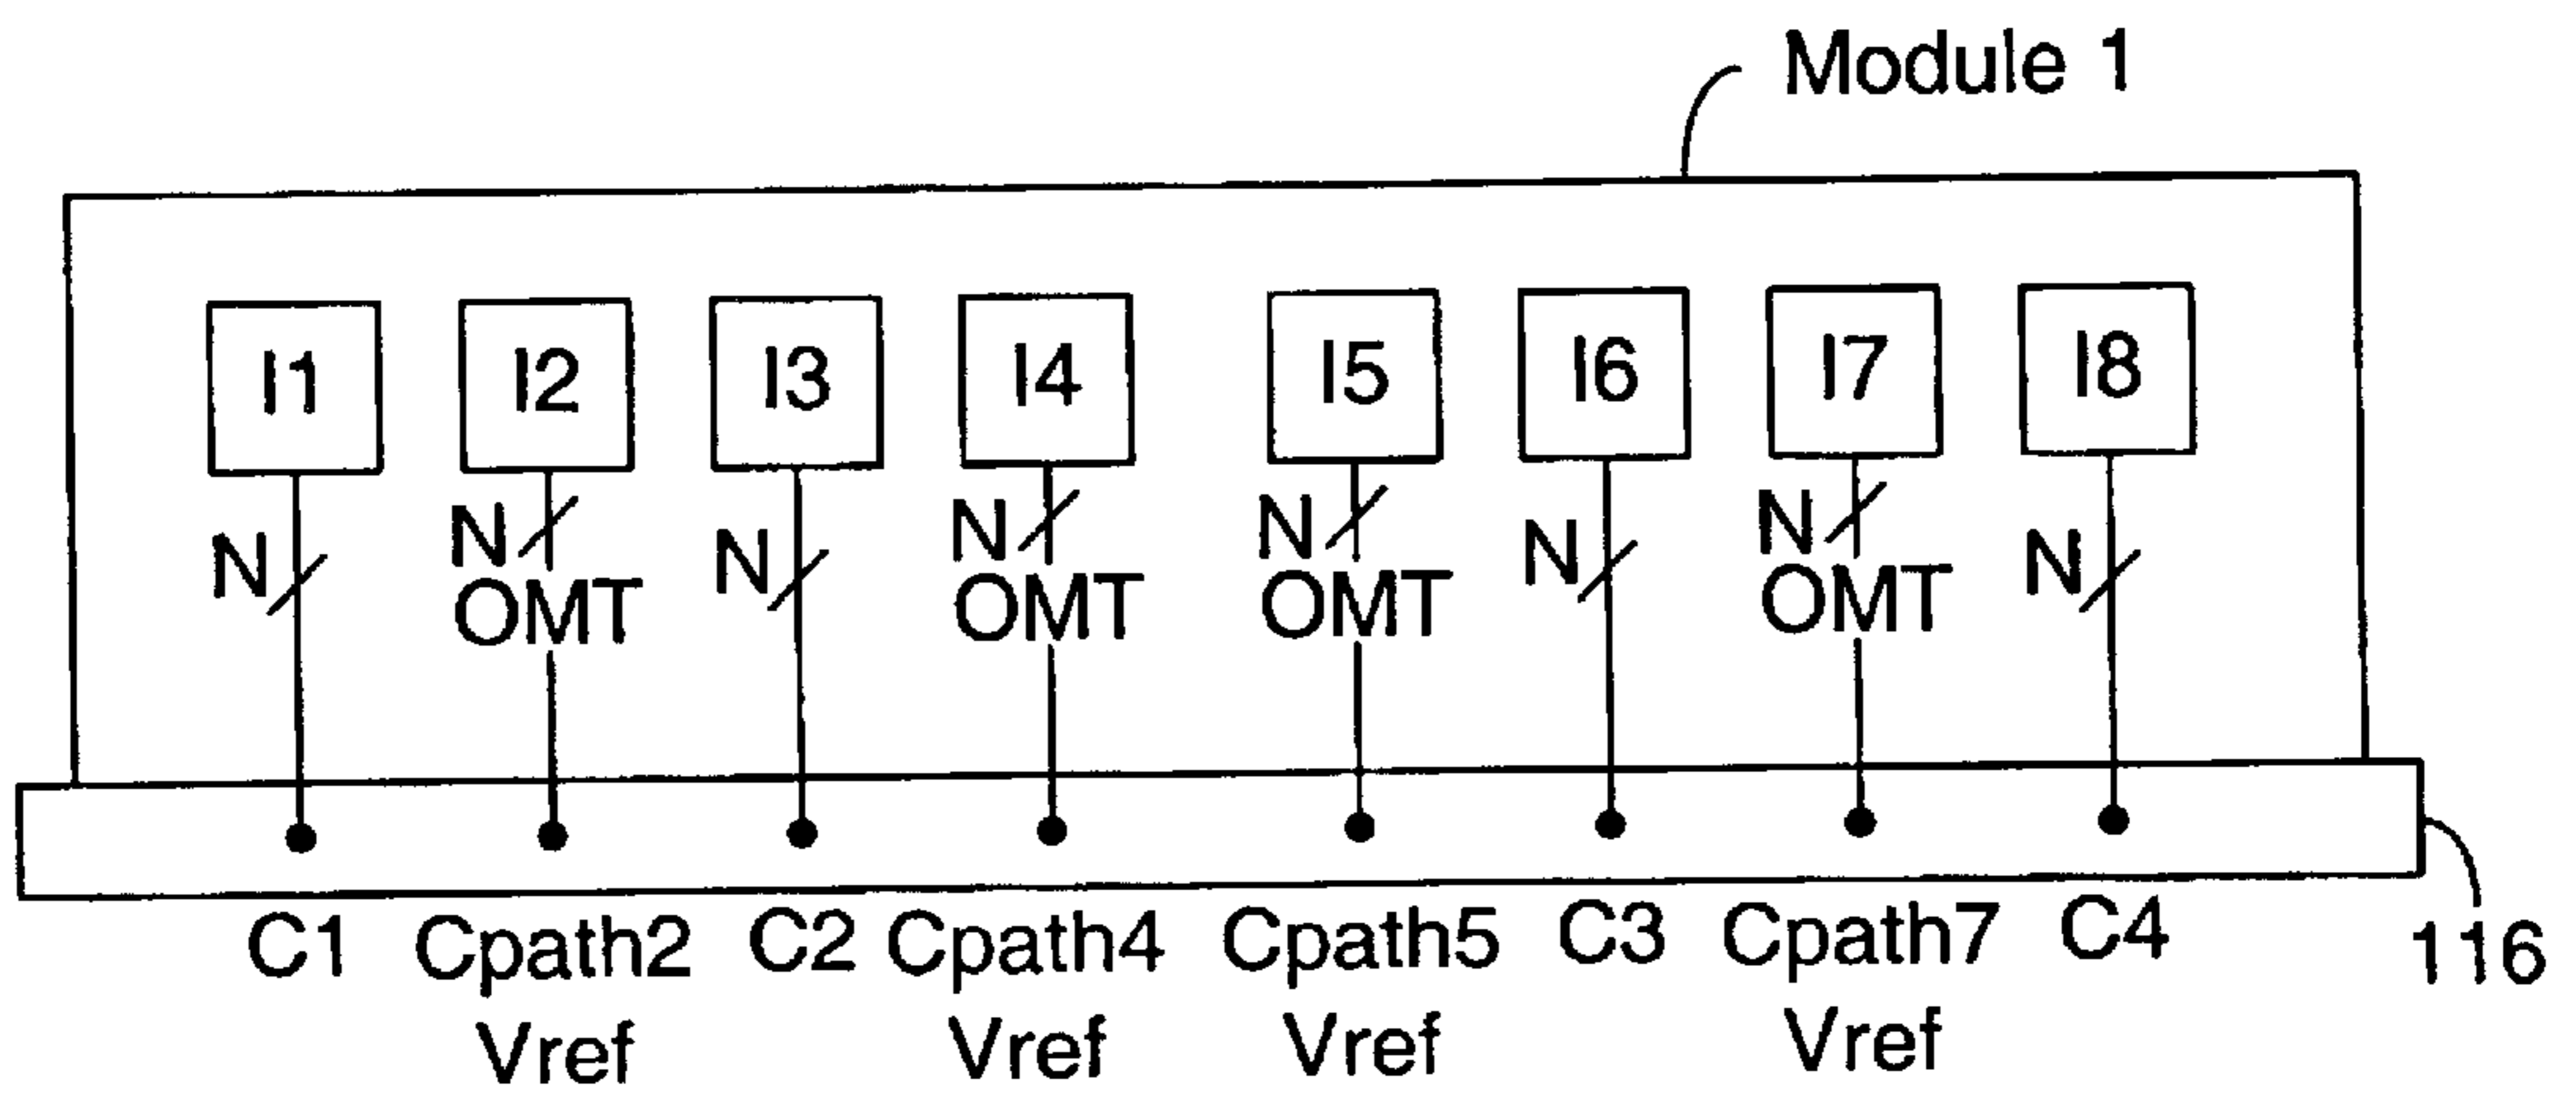 Module 1
I1 I2 I3 I4 I5 I6 I7 I8
N N N N N N N N
OMT OMT OMT OMT
C1 Cpath2 C2 Cpath4 Cpath5 C3 Cpath7 C4
116
Vref Vref Vref Vref